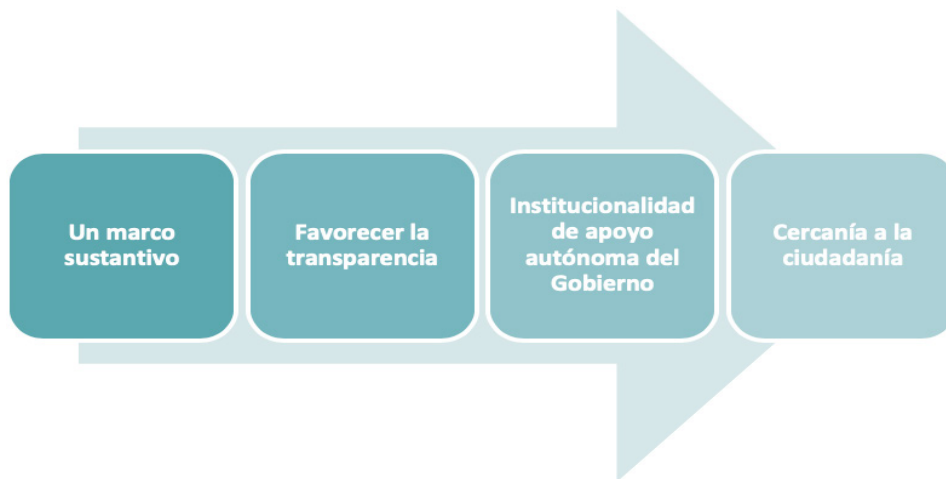 Un marco
sustantivo
Favorecer la
transparencia
Institucionalidad
de apoyo
autónoma del
Gobierno
Cercanía a la
ciudadanía